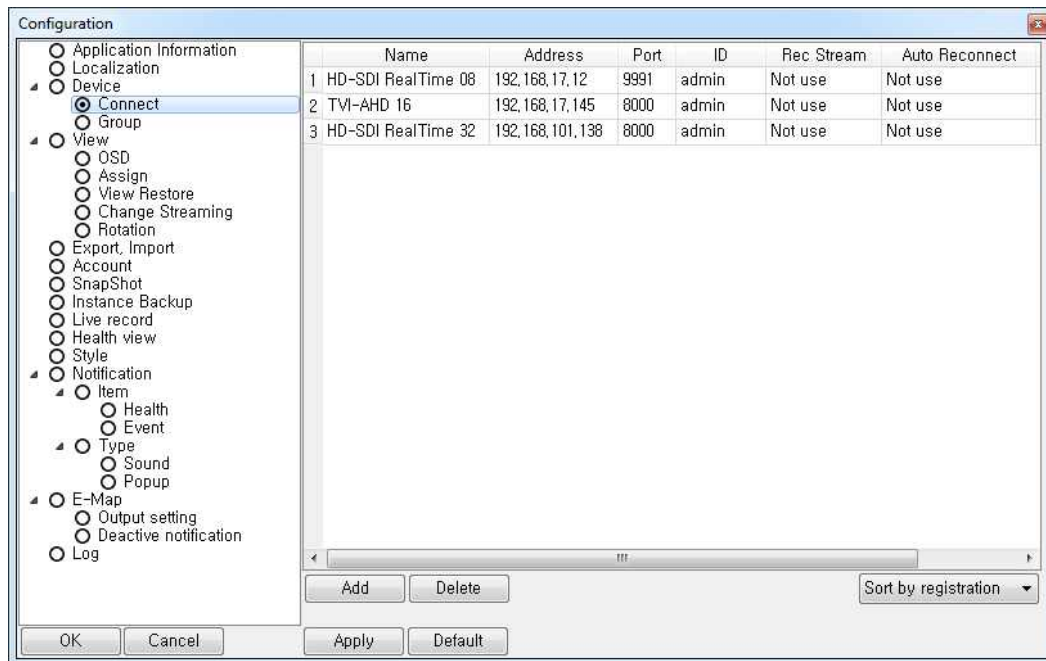 Configuration
Application Information
Localization
Device
Connect
Group
View
OSD
Assign
View Restore
Change Streaming
Rotation
Export, Import
Account
SnapShot
Instance Backup
Live record
Health view
Style
Notification
Item
Health
Event
Type
Sound
Popup
E-Map
Output setting
Deactive notification
Log
Name Address Port ID Rec Stream Auto Reconnect
1 HD-SDI RealTime 08 192,168,17,12 9991 admin Not use Not use
2 TVI-AHD 16 192,168,17,145 8000 admin Not use Not use
3 HD-SDI RealTime 32 192,168,101,138 8000 admin Not use Not use
Add Delete Sort by registration
OK Cancel Apply Default